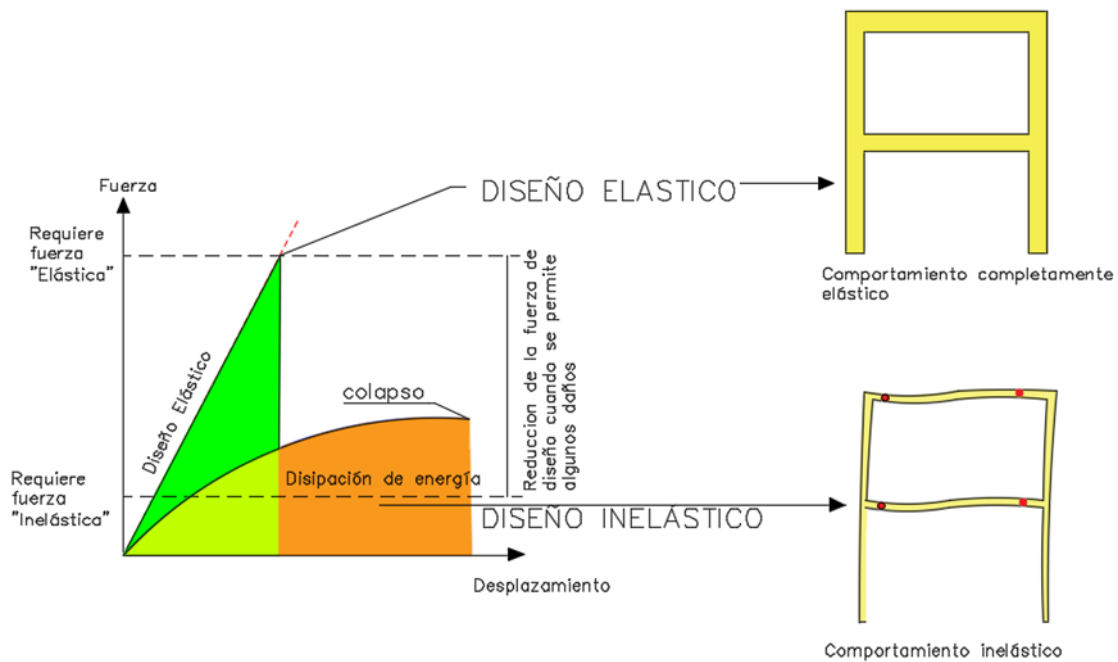 Fuerza
Requiere
fuerza
"Elástica"
Diseño Elástico
colapso
Requiere
fuerza
"Inelástica"
Disipación de energía
Desplazamiento
Reduccion de la fuerza de
diseño cuando se permite
algunos daños
DISEÑO ELASTICO
DISEÑO INELÁSTICO
Comportamiento completamente
elástico
Comportamiento inelástico